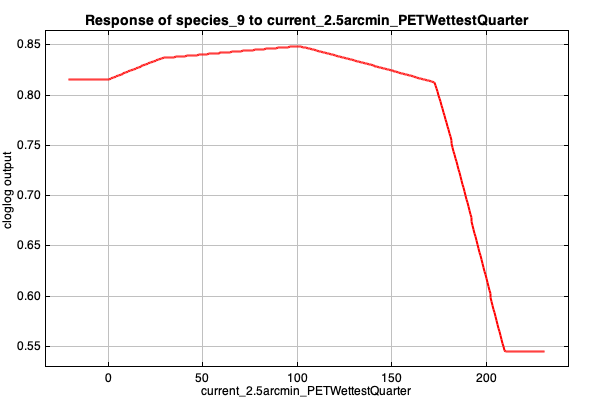 Response of species_9 to current_2.5arcmin_PETWettestQuarter
cloglog output
0.85
0.80
0.75
0.70
0.65
0.60
0.55
0 50 100 150 200
current_2.5arcmin_PETWettestQuarter